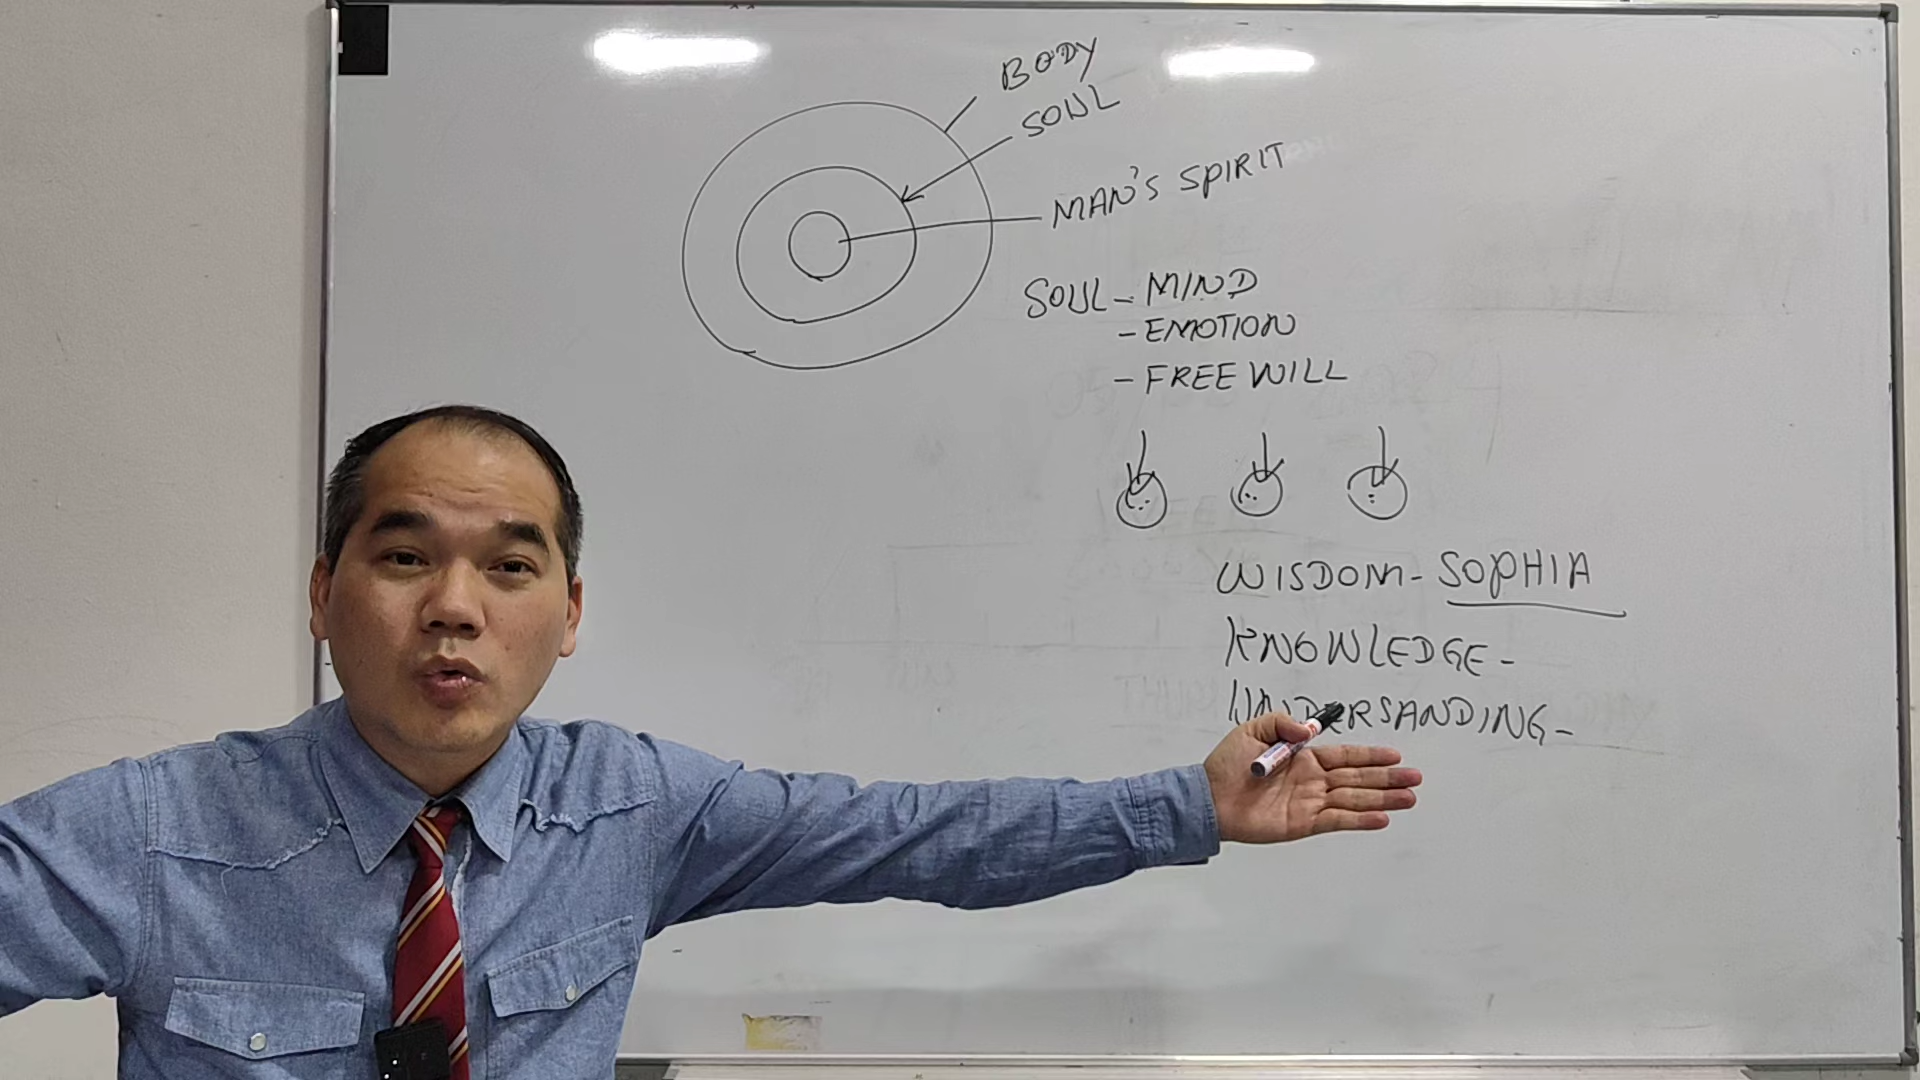 BODY
SOUL
MAN'S SPIRIT
SOUL - MIND
- EMOTION
- FREE WILL
WISDOM - SOPHIA
KNOWLEDGE -
UNDERSANDING -